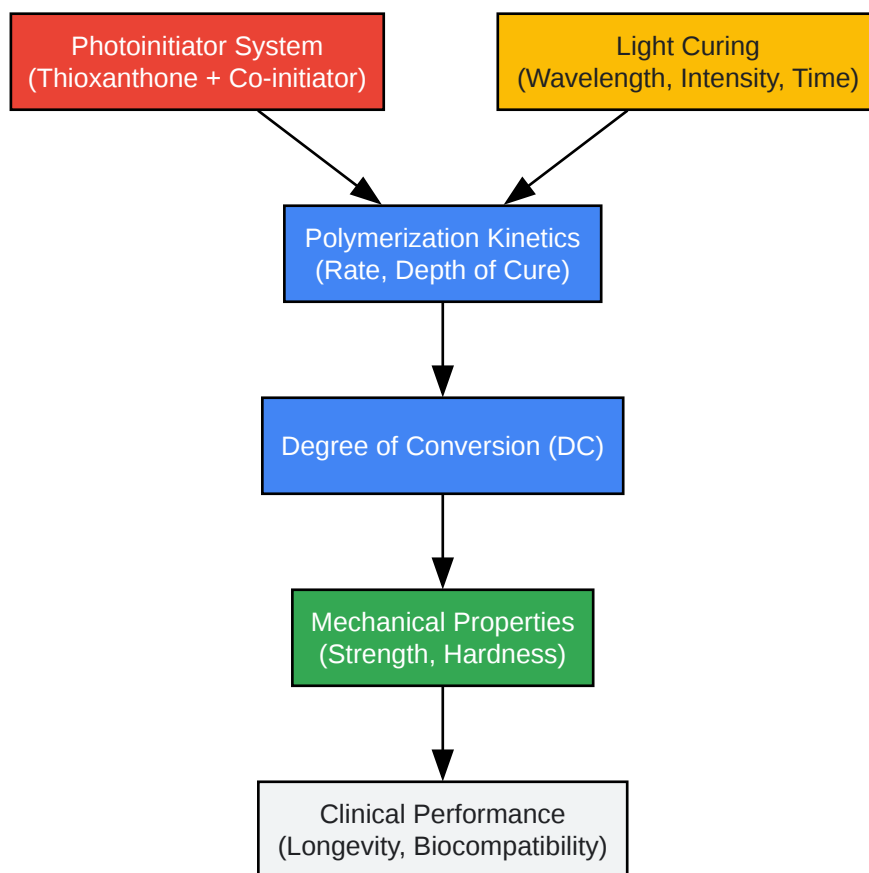 Photoinitiator System
(Thioxanthone + Co-initiator)
Light Curing
(Wavelength, Intensity, Time)
Polymerization Kinetics
(Rate, Depth of Cure)
Degree of Conversion (DC)
Mechanical Properties
(Strength, Hardness)
Clinical Performance
(Longevity, Biocompatibility)